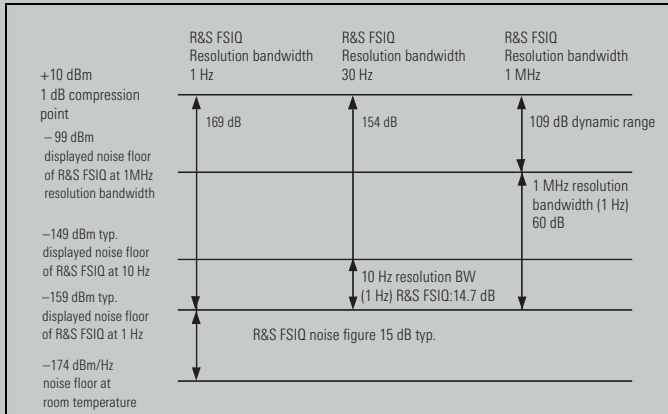 R&S FSIQ
Resolution bandwidth
1 Hz
R&S FSIQ
Resolution bandwidth
30 Hz
R&S FSIQ
Resolution bandwidth
1 MHz
+10 dBm
1 dB compression
point
– 99 dBm
displayed noise floor
of R&S FSIQ at 1MHz
resolution bandwidth
–149 dBm typ.
displayed noise floor
of R&S FSIQ at 10 Hz
–159 dBm typ.
displayed noise floor
of R&S FSIQ at 1 Hz
–174 dBm/Hz
noise floor at
room temperature
169 dB
154 dB
109 dB dynamic range
1 MHz resolution
bandwidth (1 Hz)
60 dB
10 Hz resolution BW
(1 Hz) R&S FSIQ:14.7 dB
R&S FSIQ noise figure 15 dB typ.